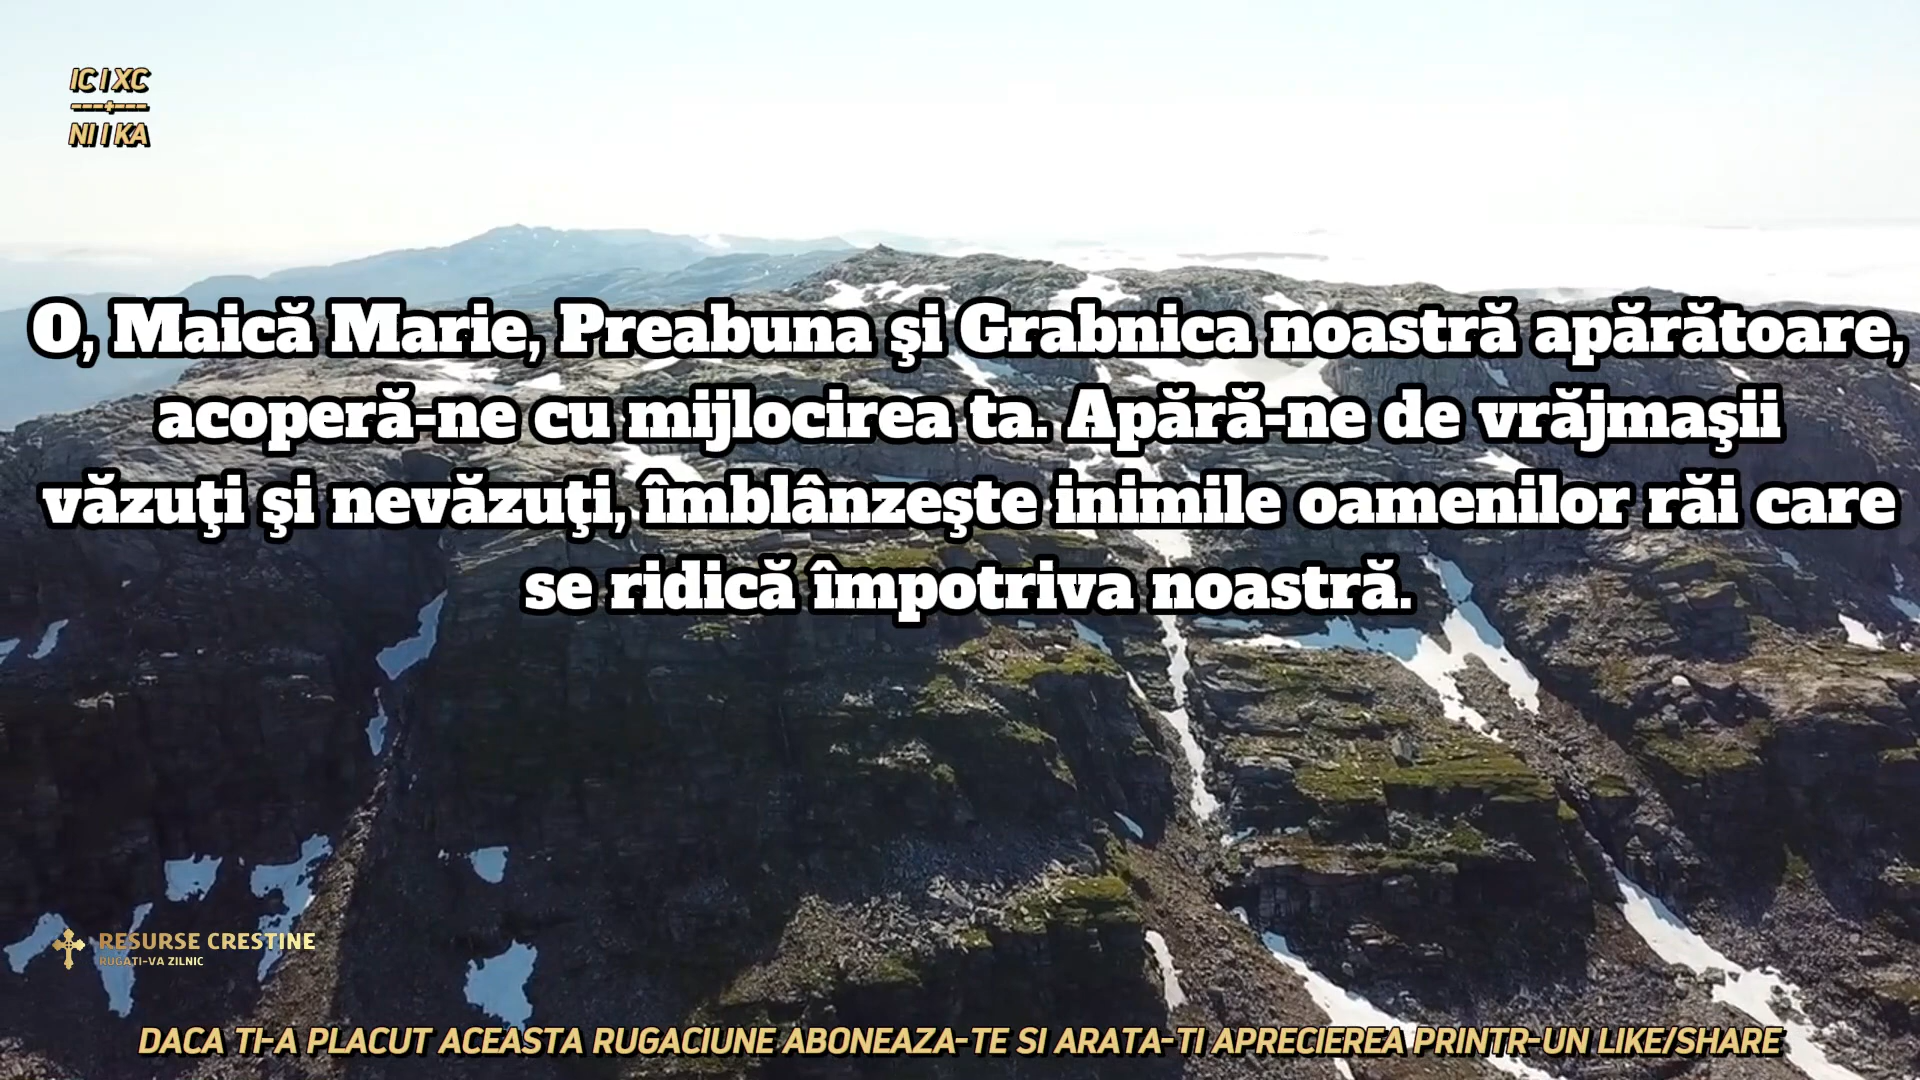 IC I XC
---+---
NI I KA
O, Maică Marie, Preabuna şi Grabnica noastră apărătoare,
acoperă-ne cu mijlocirea ta. Apără-ne de vrăjmaşii
văzuţi şi nevăzuţi, îmblânzeşte inimile oamenilor răi care
se ridică împotriva noastră.
RESURSE CRESTINE
RUGATI-VA ZILNIC
DACA TI-A PLACUT ACEASTA RUGACIUNE ABONEAZA-TE SI ARATA-TI APRECIEREA PRINTR-UN LIKE/SHARE